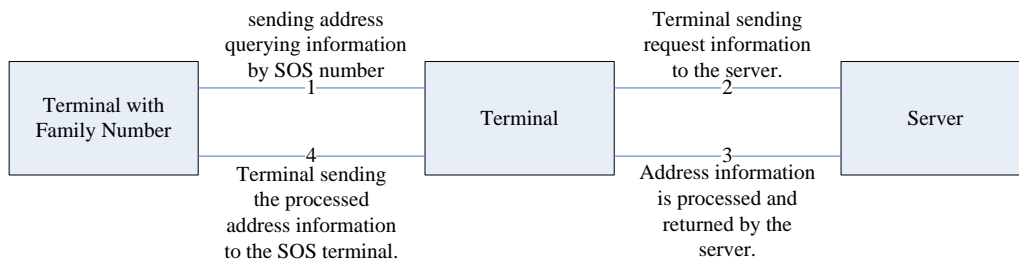 sending address
querying information
by SOS number
Terminal sending
request information
to the server.
1
2
Terminal with
Family Number
Terminal
Server
4
3
Terminal sending
the processed
address information
to the SOS terminal.
Address information
is processed and
returned by the
server.